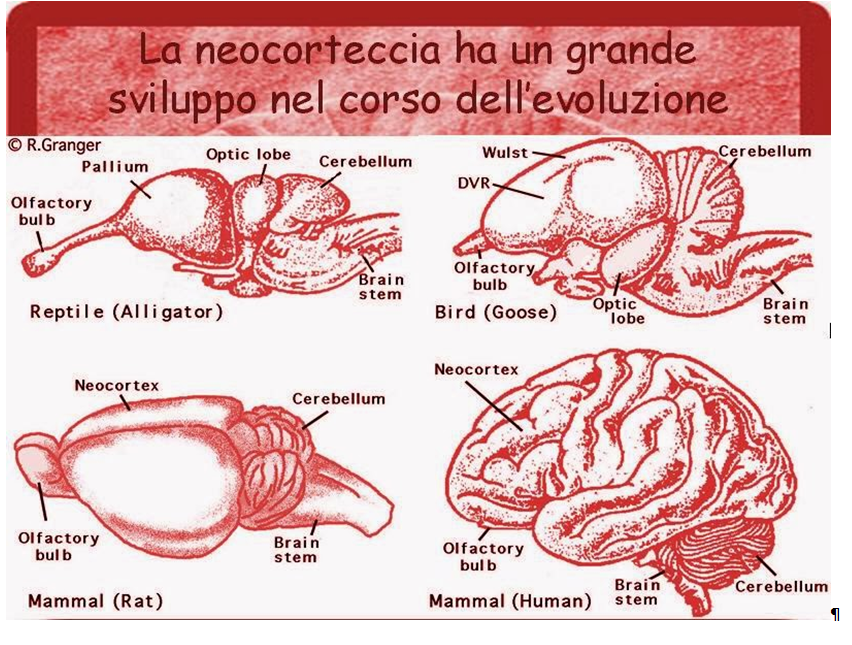 La neocorteccia ha un grande
sviluppo nel corso dell'evoluzione
© R.Granger
Pallium
Optic lobe
Cerebellum
Olfactory
bulb
Brain
stem
Reptile (Alligator)
Wulst
DVR
Cerebellum
Olfactory
bulb
Optic
lobe
Brain
stem
Bird (Goose)
Neocortex
Cerebellum
Olfactory
bulb
Brain
stem
Mammal (Rat)
Neocortex
Olfactory
bulb
Brain
stem
Cerebellum
Mammal (Human)
¶